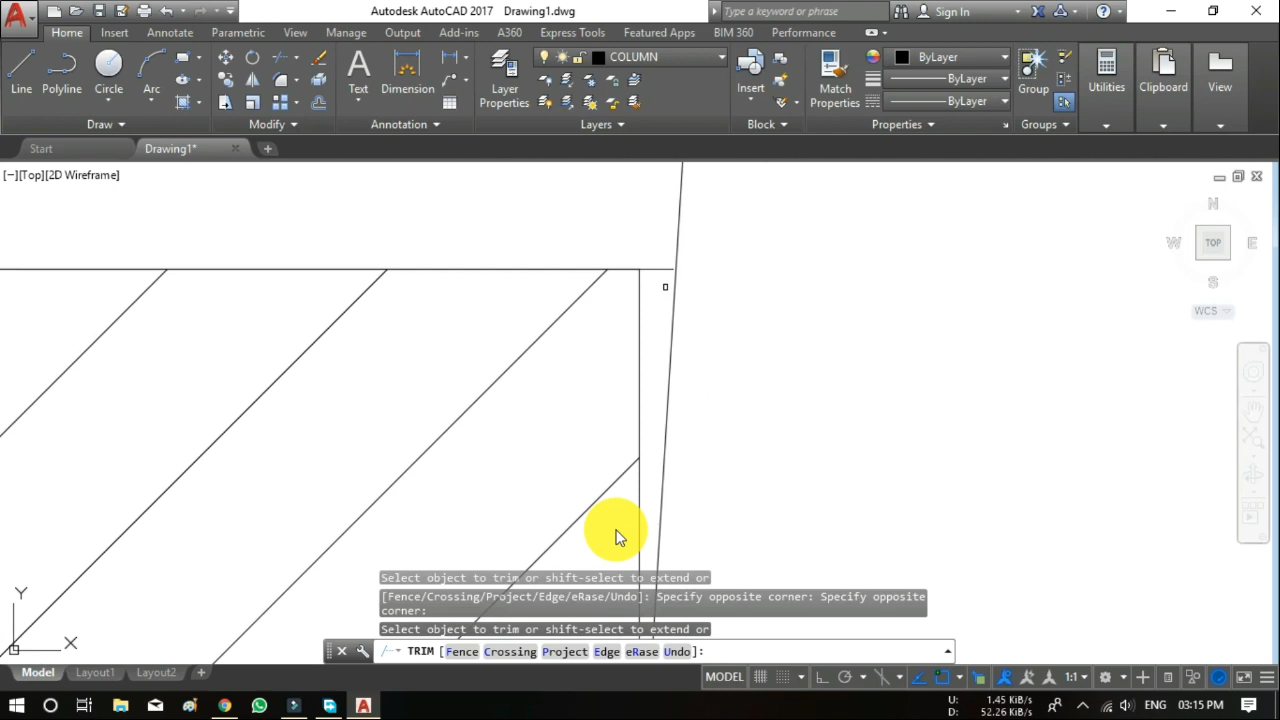 Autodesk AutoCAD 2017 Drawing1.dwg
Type a keyword or phrase
Sign In
Home Insert Annotate Parametric View Manage Output Add-ins A360 Express Tools Featured Apps BIM 360 Performance
COLUMN
ByLayer
ByLayer
ByLayer
Line Polyline Circle Arc
Text Dimension
Layer Properties
Insert
Match Properties
Group
Utilities Clipboard View
Draw Modify Annotation Layers Block Properties Groups
Start Drawing1*
[−][Top][2D Wireframe]
N
W TOP E
S
WCS
Select object to trim or shift-select to extend or
[Fence/Crossing/Project/Edge/eRase/Undo]: Specify opposite corner: Specify opposite
corner:
Select object to trim or shift-select to extend or
Y
X
TRIM [Fence Crossing Project Edge eRase Undo]:
Model Layout1 Layout2
MODEL 1:1
U: 1.45 KiB/s
D: 52.26 KiB/s
ENG 03:15 PM